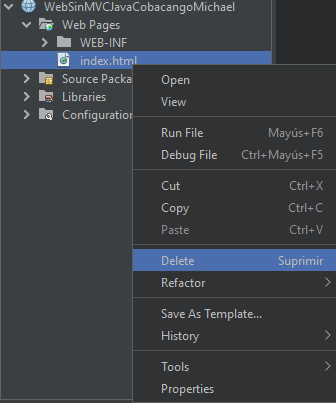 WebSinMVCJavaCobacangoMichael
Web Pages
WEB-INF
index.html
Source Packa
Libraries
Configuration
Open
View
Run File Mayús+F6
Debug File Ctrl+Mayús+F5
Cut Ctrl+X
Copy Ctrl+C
Paste Ctrl+V
Delete Suprimir
Refactor
Save As Template...
History
Tools
Properties